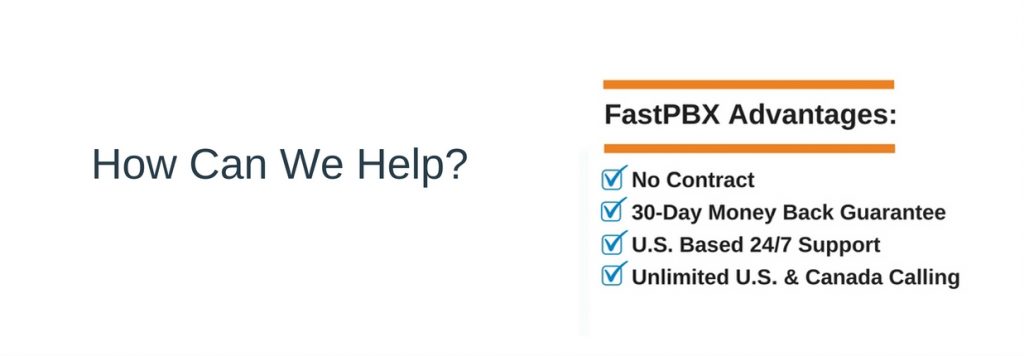 How Can We Help?
FastPBX Advantages:
No Contract
30-Day Money Back Guarantee
U.S. Based 24/7 Support
Unlimited U.S. & Canada Calling